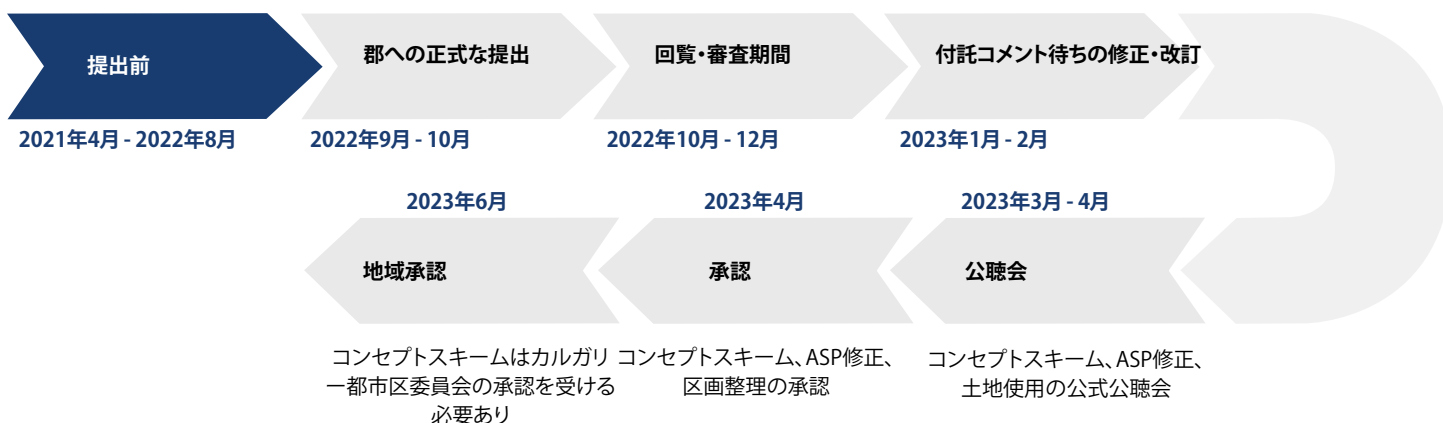 提出前
郡への正式な提出
回覧・審査期間
付託コメント待ちの修正・改訂
2021年4月 - 2022年8月
2022年9月 - 10月
2022年10月 - 12月
2023年1月 - 2月
2023年6月
2023年4月
2023年3月 - 4月
地域承認
承認
公聴会
コンセプトスキームはカルガリ
ー都市区委員会の承認を受ける
必要あり
コンセプトスキーム、ASP修正、
区画整理の承認
コンセプトスキーム、ASP修正、
土地使用の公式公聴会